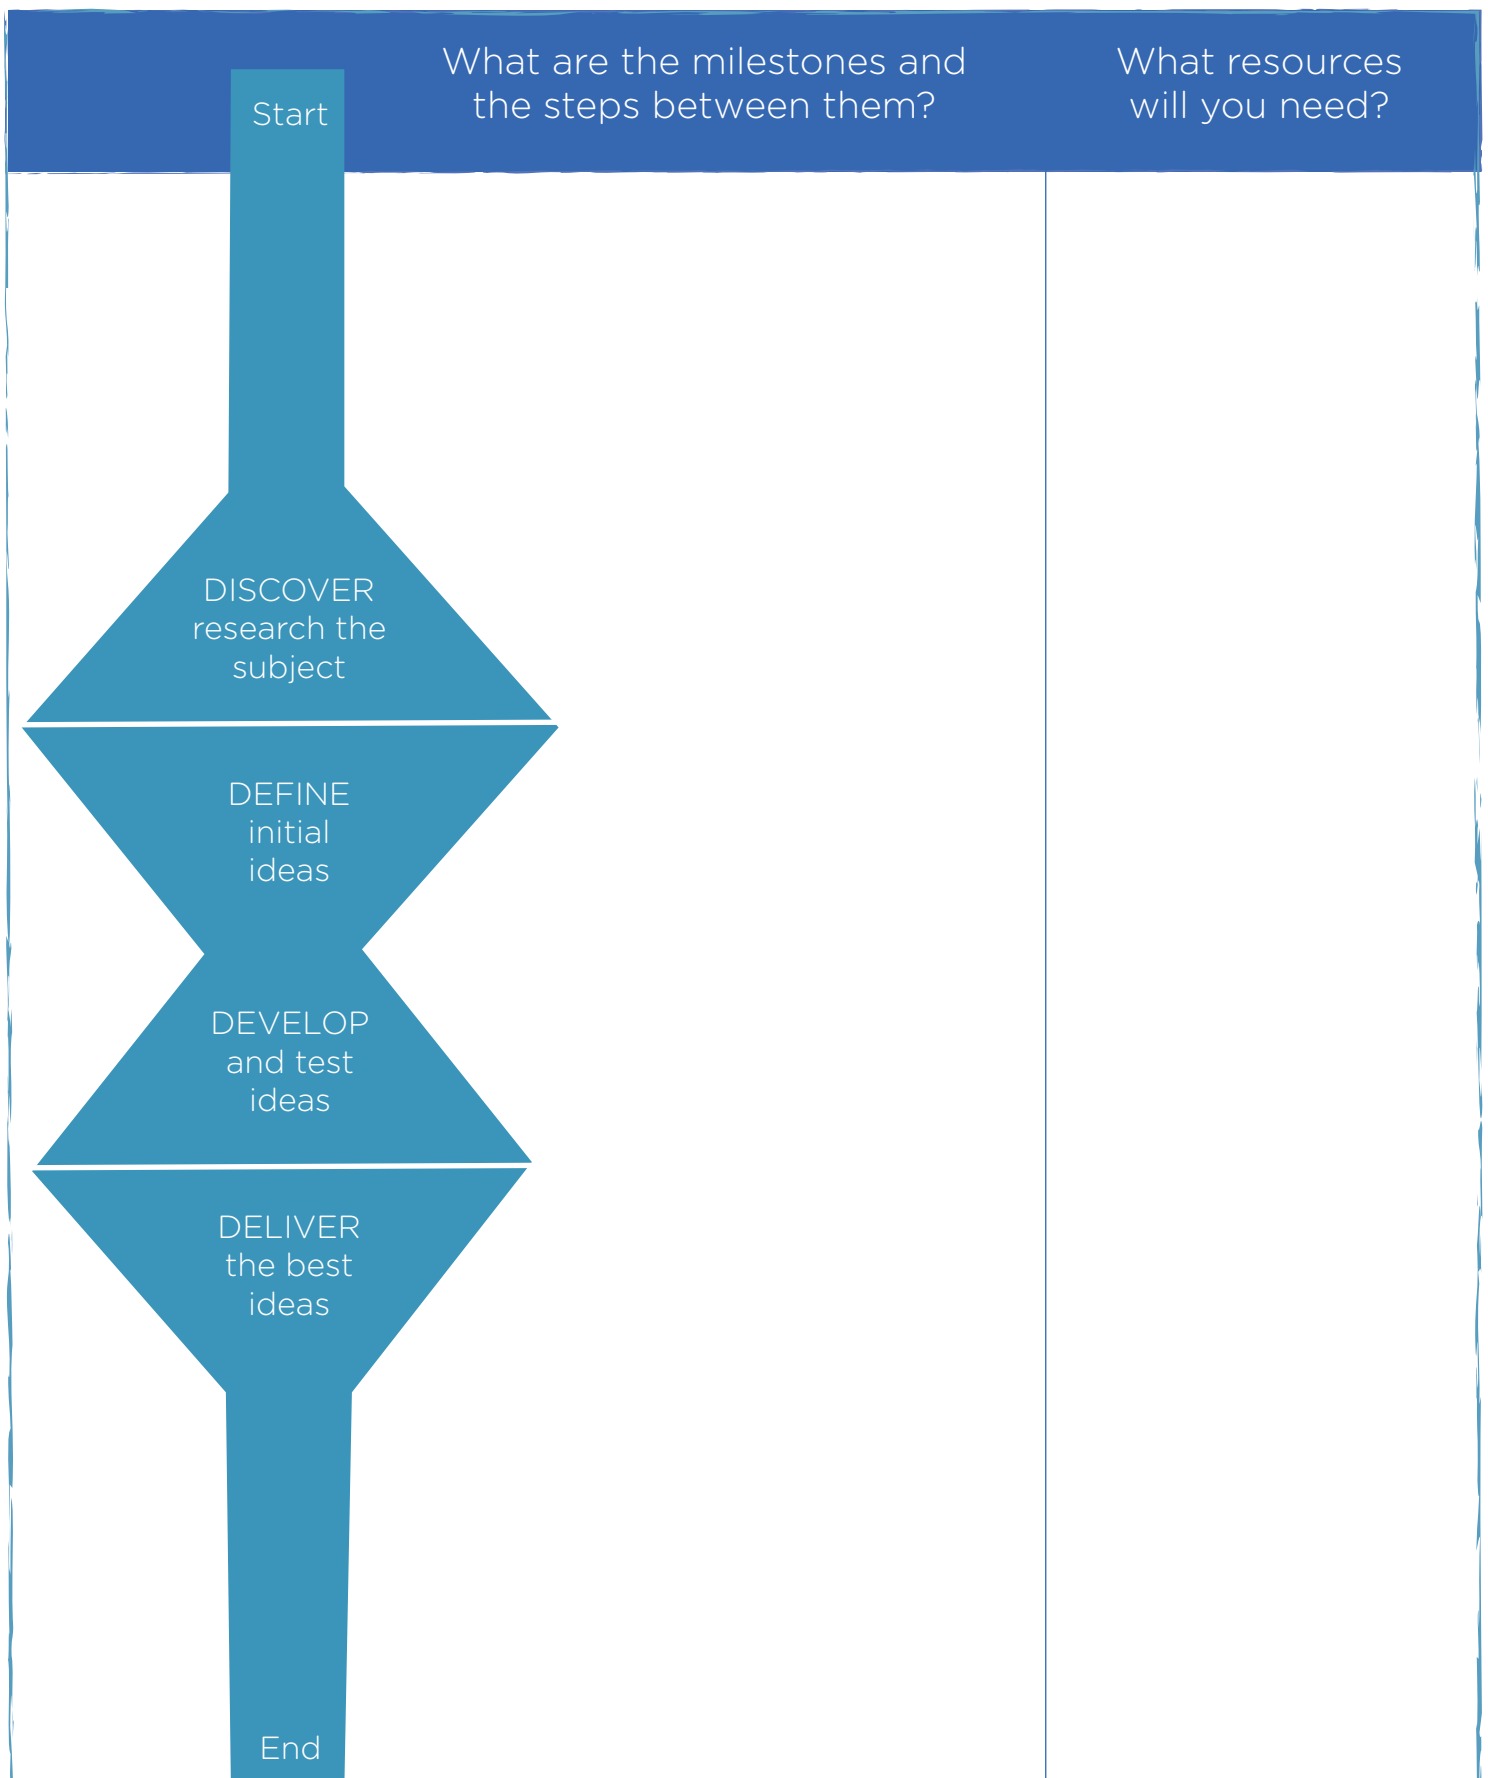 What are the milestones and
the steps between them?
What resources
will you need?
Start
DISCOVER
research the
subject
DEFINE
initial
ideas
DEVELOP
and test
ideas
DELIVER
the best
ideas
End